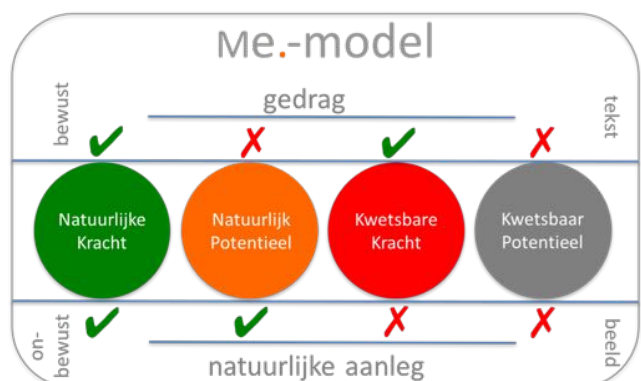 Me.-model
bewust
gedrag
tekst
Natuurlijke
Kracht
Natuurlijk
Potentieel
Kwetsbare
Kracht
Kwetsbaar
Potentieel
on-
bewust
natuurlijke aanleg
beeld